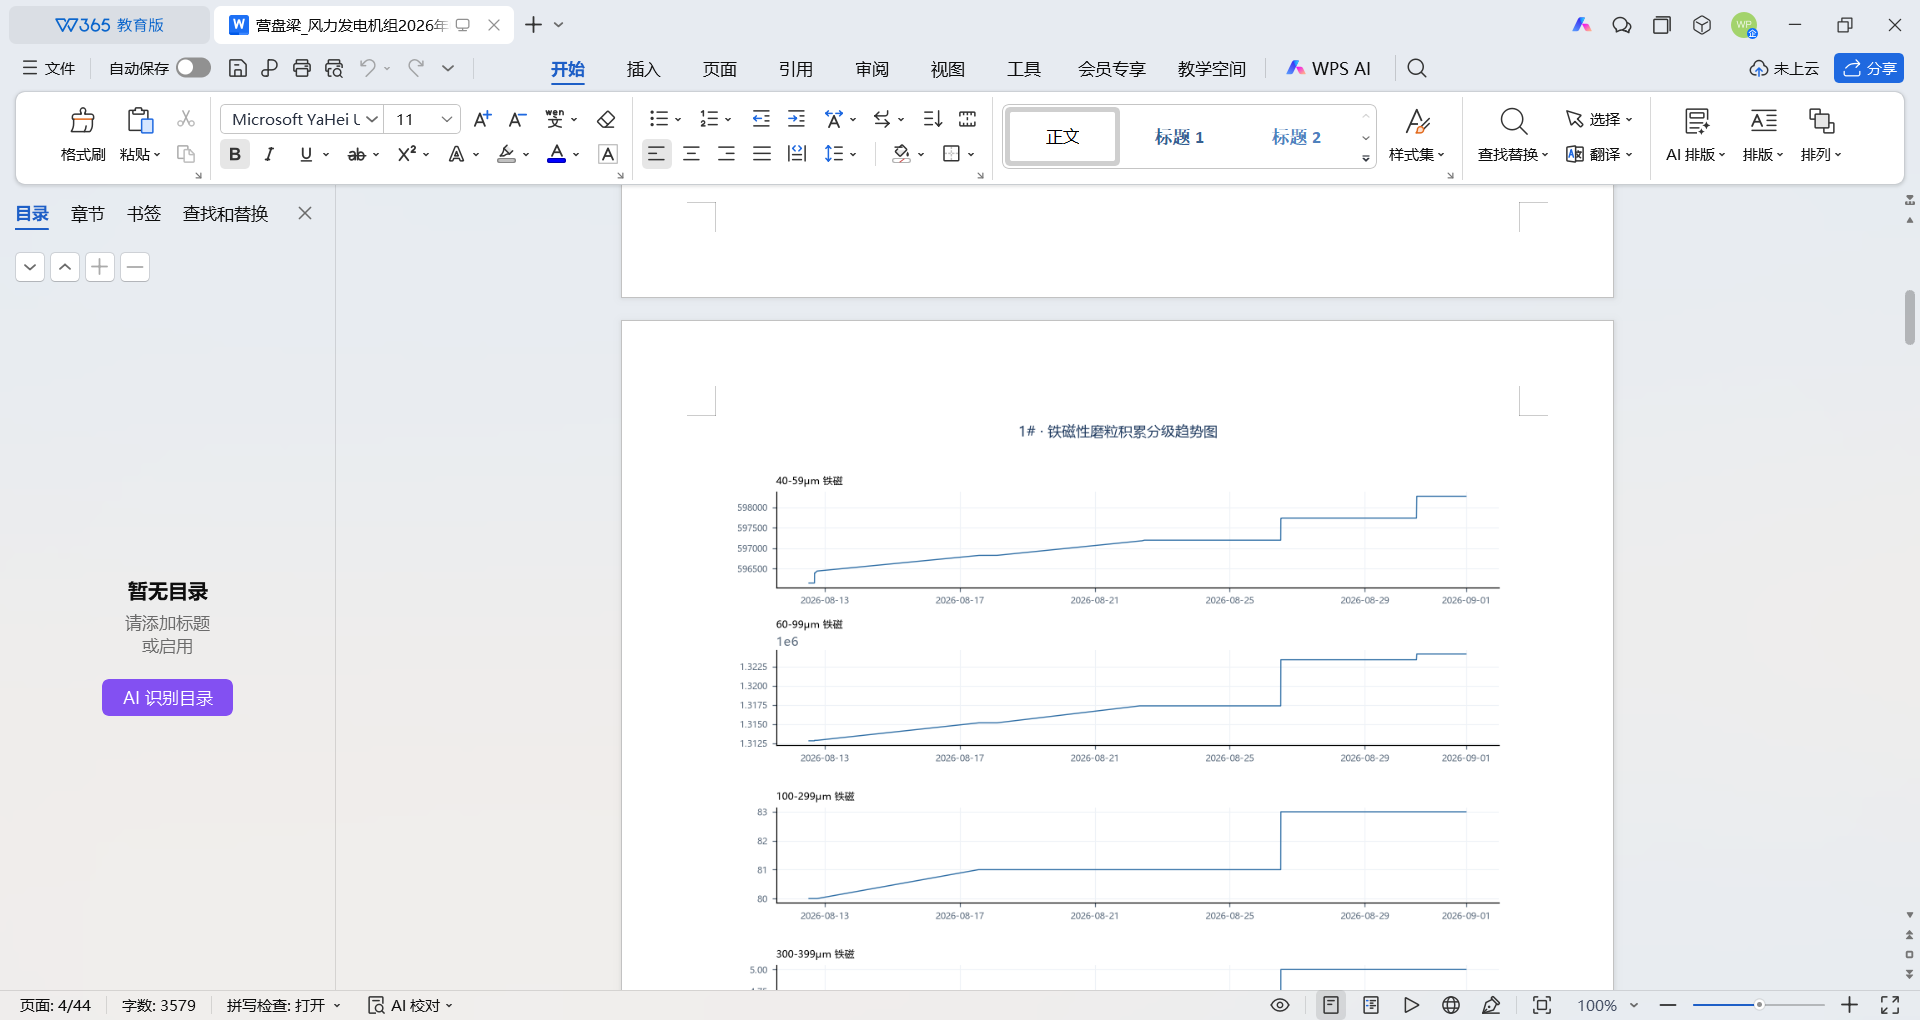 W365 教育版
营盘梁_风力发电机组2026年
文件
自动保存
开始 插入 页面 引用 审阅 视图 工具 会员专享 教学空间 WPS AI
未上云
分享
格式刷
粘贴
Microsoft YaHei U
11
正文
标题 1
标题 2
样式集
查找替换
选择
翻译
AI 排版
排版
排列
目录 章节 书签 查找和替换
暂无目录
请添加标题
或启用
AI 识别目录
1# · 铁磁性磨粒积累分级趋势图
40-59μm 铁磁
598000
597500
597000
596500
2026-08-13 2026-08-17 2026-08-21 2026-08-25 2026-08-29 2026-09-01
60-99μm 铁磁
1e6
1.3225
1.3200
1.3175
1.3150
1.3125
2026-08-13 2026-08-17 2026-08-21 2026-08-25 2026-08-29 2026-09-01
100-299μm 铁磁
83
82
81
80
2026-08-13 2026-08-17 2026-08-21 2026-08-25 2026-08-29 2026-09-01
300-399μm 铁磁
5.00
页面: 4/44
字数: 3579
拼写检查: 打开
AI 校对
100%